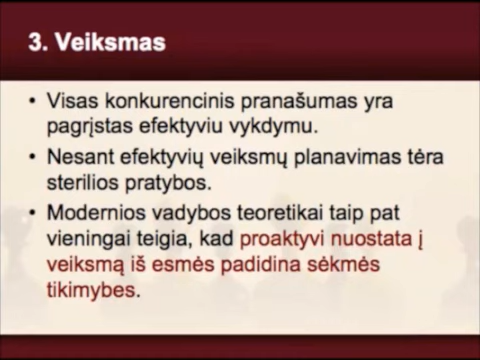 3. Veiksmas
• Visas konkurencinis pranašumas yra
pagrįstas efektyviu vykdymu.
• Nesant efektyvių veiksmų planavimas tėra
sterilios pratybos.
• Modernios vadybos teoretikai taip pat
vieningai teigia, kad proaktyvi nuostata į
veiksmą iš esmės padidina sėkmės
tikimybes.